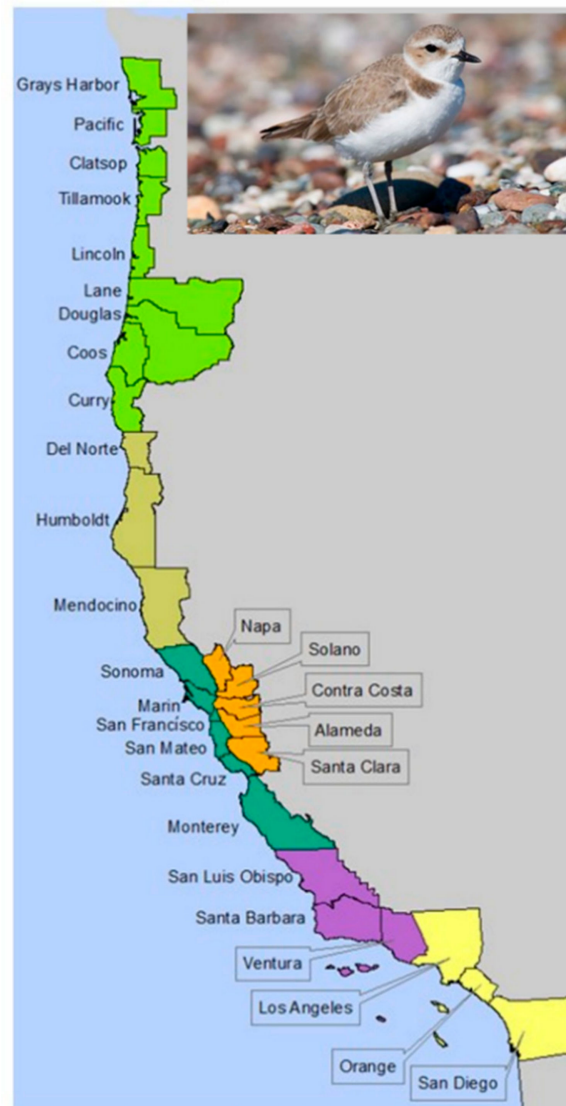 Grays Harbor
Pacific
Clatsop
Tillamook
Lincoln
Lane
Douglas
Coos
Curry
Del Norte
Humboldt
Mendocino
Napa
Solano
Sonoma
Contra Costa
Marin
San Francísco
Alameda
San Mateo
Santa Clara
Santa Cruz
Monterey
San Luis Obispo
Santa Barbara
Ventura
Los Angeles
Orange
San Diego